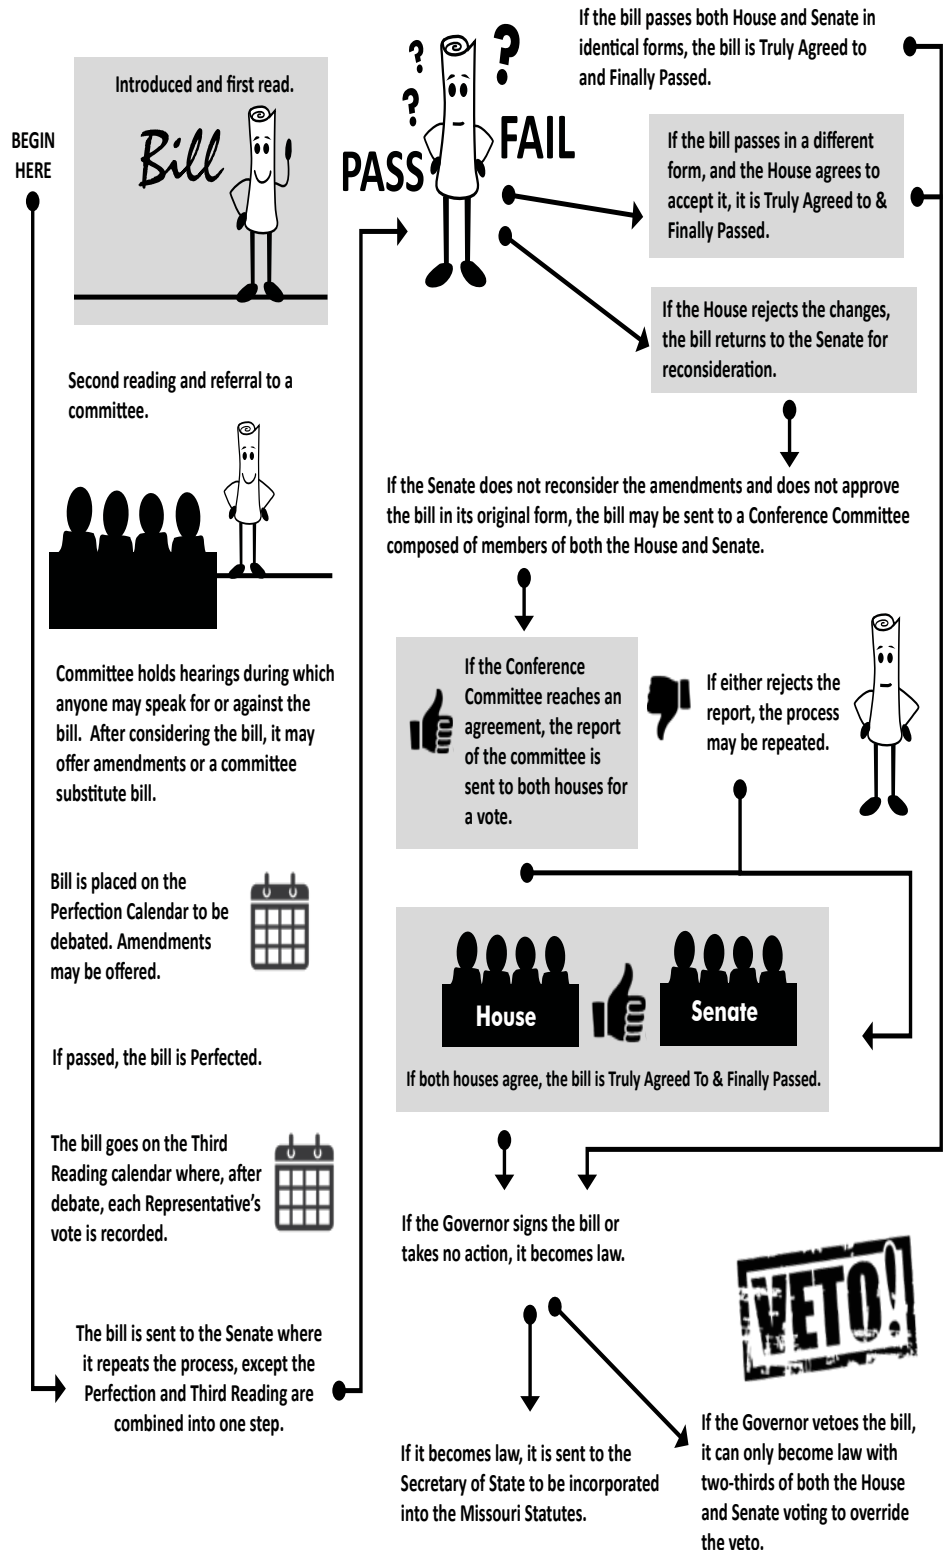 BEGIN
HERE
Introduced and first read.
Bill
Second reading and referral to a
committee.
Committee holds hearings during which
anyone may speak for or against the
bill.  After considering the bill, it may
offer amendments or a committee
substitute bill.
Bill is placed on the
Perfection Calendar to be
debated. Amendments
may be offered.
If passed, the bill is Perfected.
The bill goes on the Third
Reading calendar where, after
debate, each Representative's
vote is recorded.
The bill is sent to the Senate where
it repeats the process, except the
Perfection and Third Reading are
combined into one step.
? ? ?
PASS
FAIL
If the bill passes both House and Senate in
identical forms, the bill is Truly Agreed to
and Finally Passed.
If the bill passes in a different
form, and the House agrees to
accept it, it is Truly Agreed to &
Finally Passed.
If the House rejects the changes,
the bill returns to the Senate for
reconsideration.
If the Senate does not reconsider the amendments and does not approve
the bill in its original form, the bill may be sent to a Conference Committee
composed of members of both the House and Senate.
If the Conference
Committee reaches an
agreement, the report
of the committee is
sent to both houses for
a vote.
If either rejects the
report, the process
may be repeated.
House
Senate
If both houses agree, the bill is Truly Agreed To & Finally Passed.
If the Governor signs the bill or
takes no action, it becomes law.
VETO!
If it becomes law, it is sent to the
Secretary of State to be incorporated
into the Missouri Statutes.
If the Governor vetoes the bill,
it can only become law with
two-thirds of both the House
and Senate voting to override
the veto.